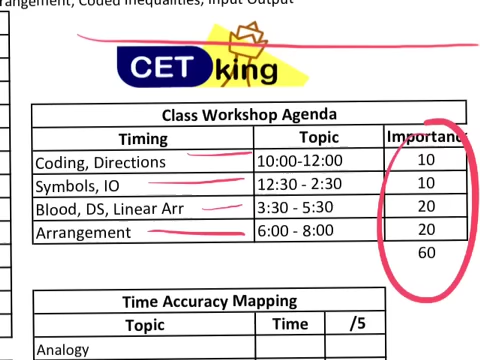 rrangement, Coded Inequalities, Input Output
CET king
Class Workshop Agenda
Timing Topic Importanc
Coding, Directions 10:00-12:00 10
Symbols, IO 12:30 - 2:30 10
Blood, DS, Linear Arr 3:30 - 5:30 20
Arrangement 6:00 - 8:00 20
60
Time Accuracy Mapping
Topic Time /5
Analogy